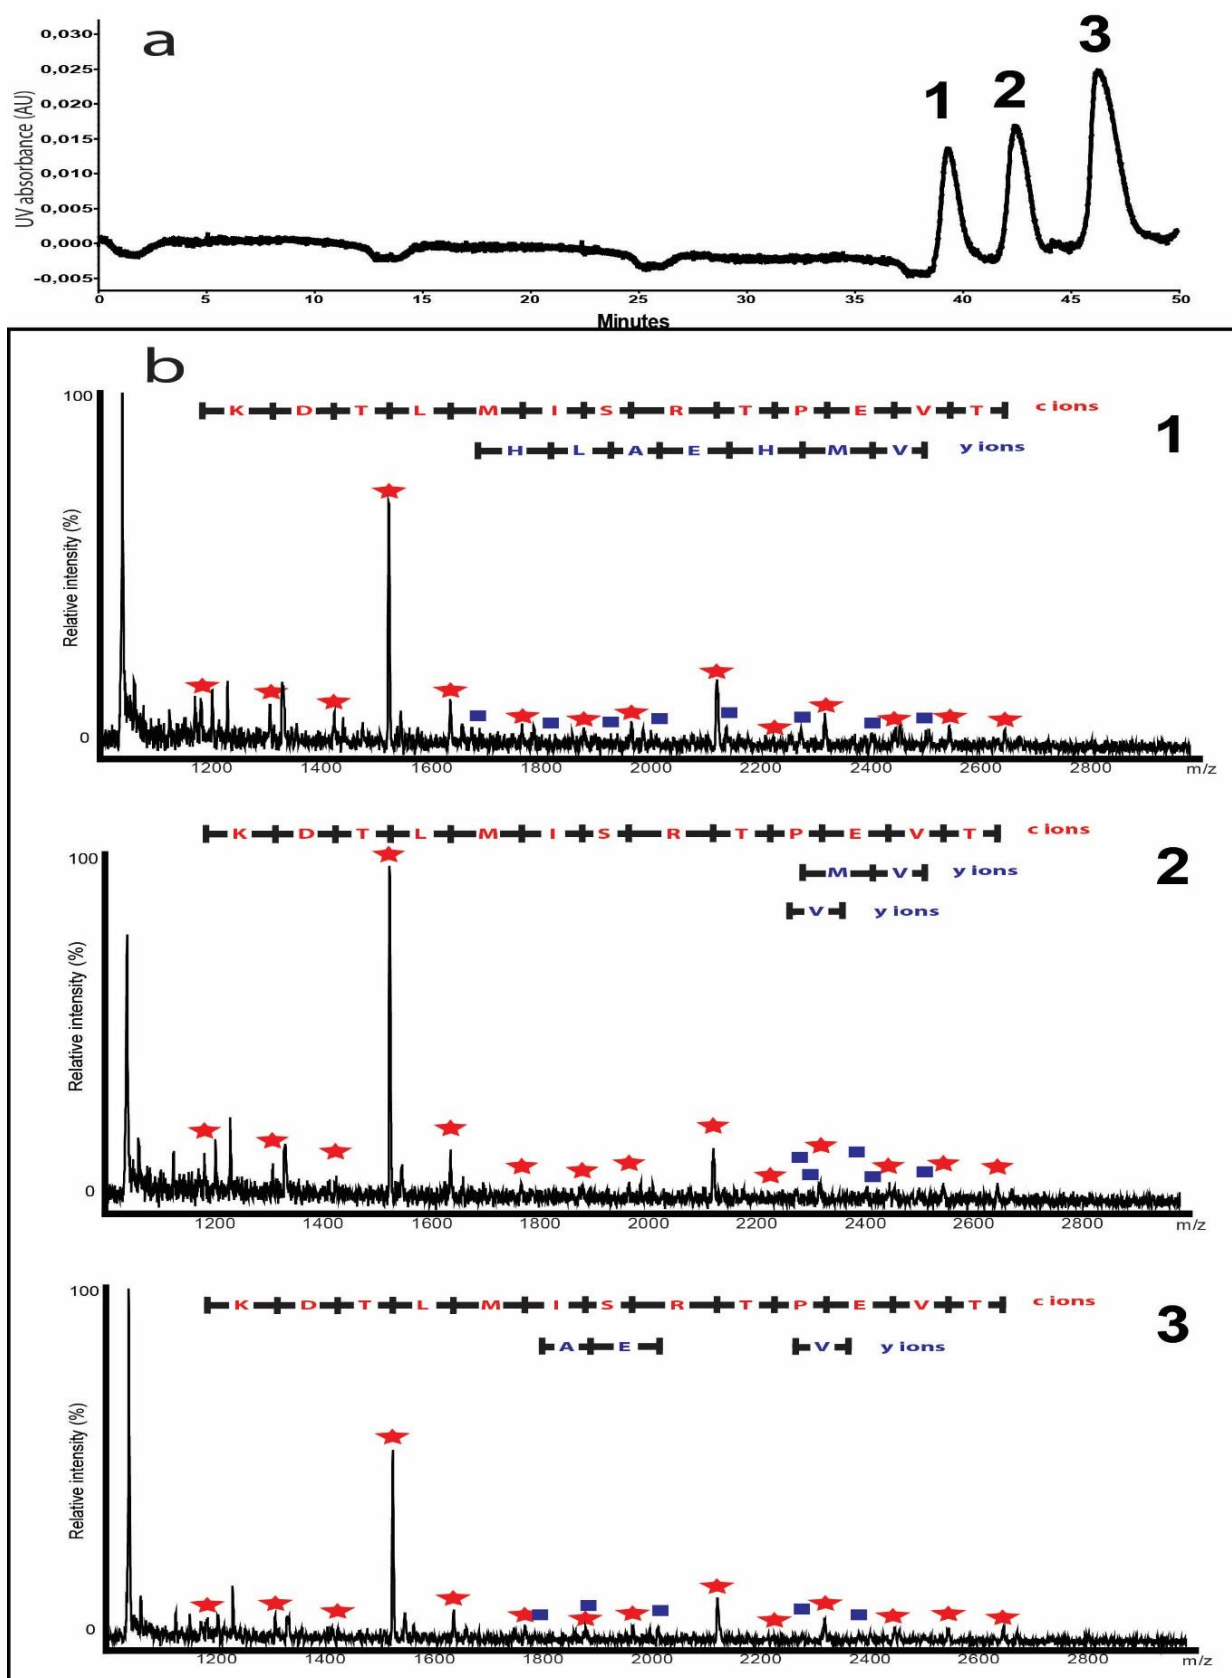 a
1
2
3
UV absorbance (AU)
0,030
0,025
0,020
0,015
0,010
0,005
0,000
-0,005
0 5 10 15 20 25 30 35 40 45 50
Minutes
b
1
K D T L M I S R T P E V T c ions
H L A E H M V y ions
Relative intensity (%)
100
0
1200 1400 1600 1800 2000 2200 2400 2600 2800 m/z
2
K D T L M I S R T P E V T c ions
M V y ions
V y ions
Relative intensity (%)
100
0
1200 1400 1600 1800 2000 2200 2400 2600 2800 m/z
3
K D T L M I S R T P E V T c ions
A E V y ions
Relative intensity (%)
100
0
1200 1400 1600 1800 2000 2200 2400 2600 2800 m/z